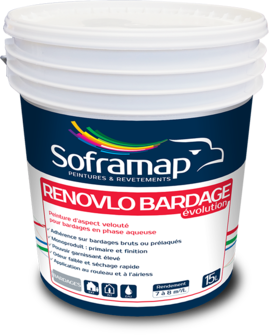 Soframap
PEINTURES & REVETEMENTS
RENOVLO BARDAGE
évolution
Peinture d'aspect velouté
pour bardages en phase aqueuse
Adhérence sur bardages bruts ou prélaqués
Monoproduit : primaire et finition
Pouvoir garnissant élevé
Odeur faible et séchage rapide
Application au rouleau et à l'airless
BARDAGES
Rendement
7 à 8 m²/L
15L